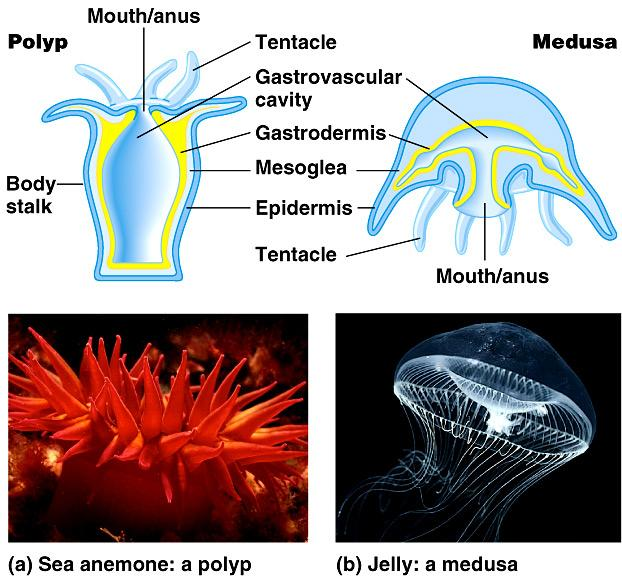 Mouth/anus
Polyp
Tentacle
Medusa
Gastrovascular
cavity
Gastrodermis
Mesoglea
Body
stalk
Epidermis
Tentacle
Mouth/anus
(a) Sea anemone: a polyp
(b) Jelly: a medusa